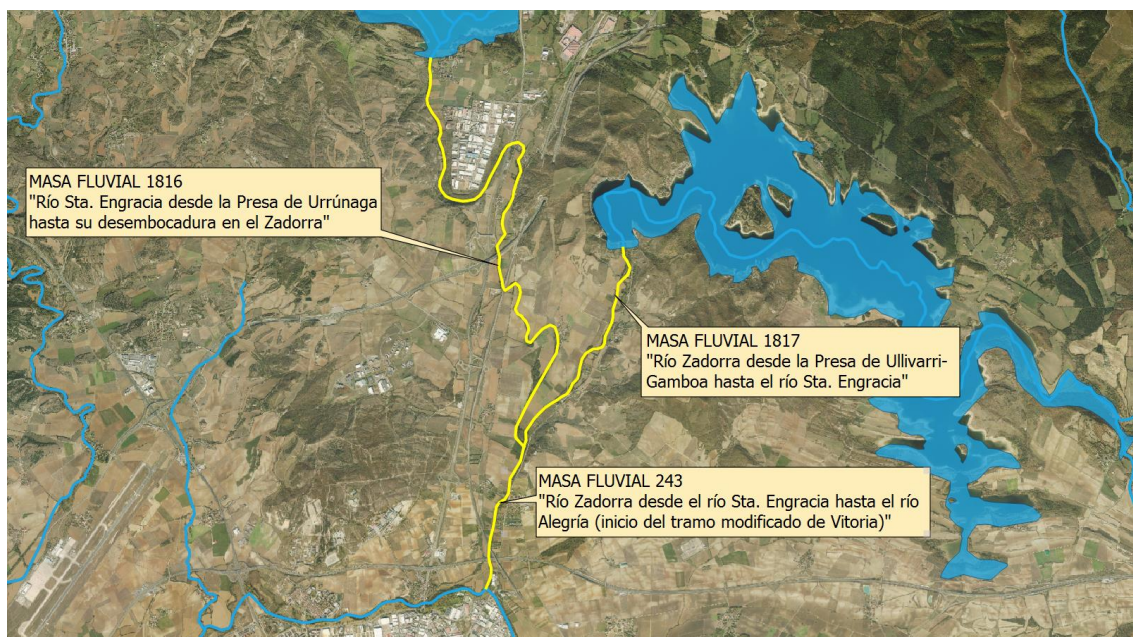 MASA FLUVIAL 1816
"Río Sta. Engracia desde la Presa de Urrúnaga
hasta su desembocadura en el Zadorra"
MASA FLUVIAL 1817
"Río Zadorra desde la Presa de Ullivarri-
Gamboa hasta el río Sta. Engracia"
MASA FLUVIAL 243
"Río Zadorra desde el río Sta. Engracia hasta el río
Alegría (inicio del tramo modificado de Vitoria)"